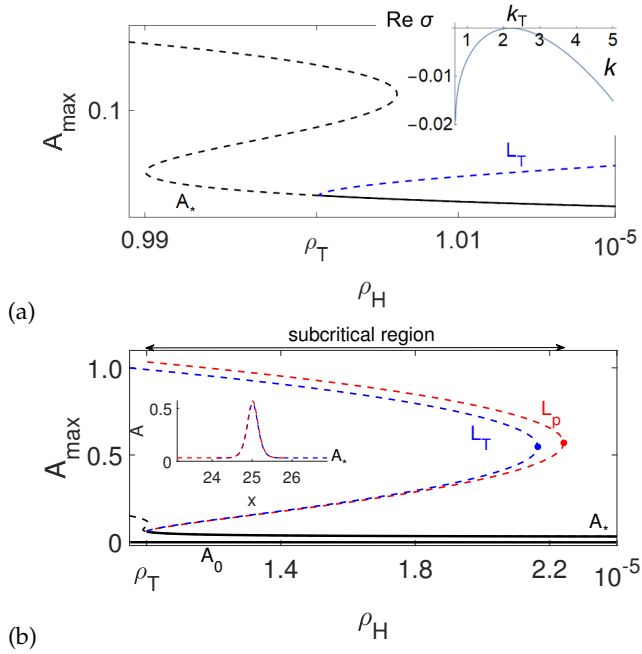 Re σ
k_T
1 2 3 4 5
k
−0.01
−0.02
A_max
0.1
L_T
A_*
0.99
ρ_T
1.01
10^-5
ρ_H
(a)
subcritical region
A_max
1.0
0.5
0
A
0.5
0
24 25 26
x
A_*
L_T
L_p
A_*
A_0
ρ_T
1.4
1.8
2.2
10^-5
ρ_H
(b)